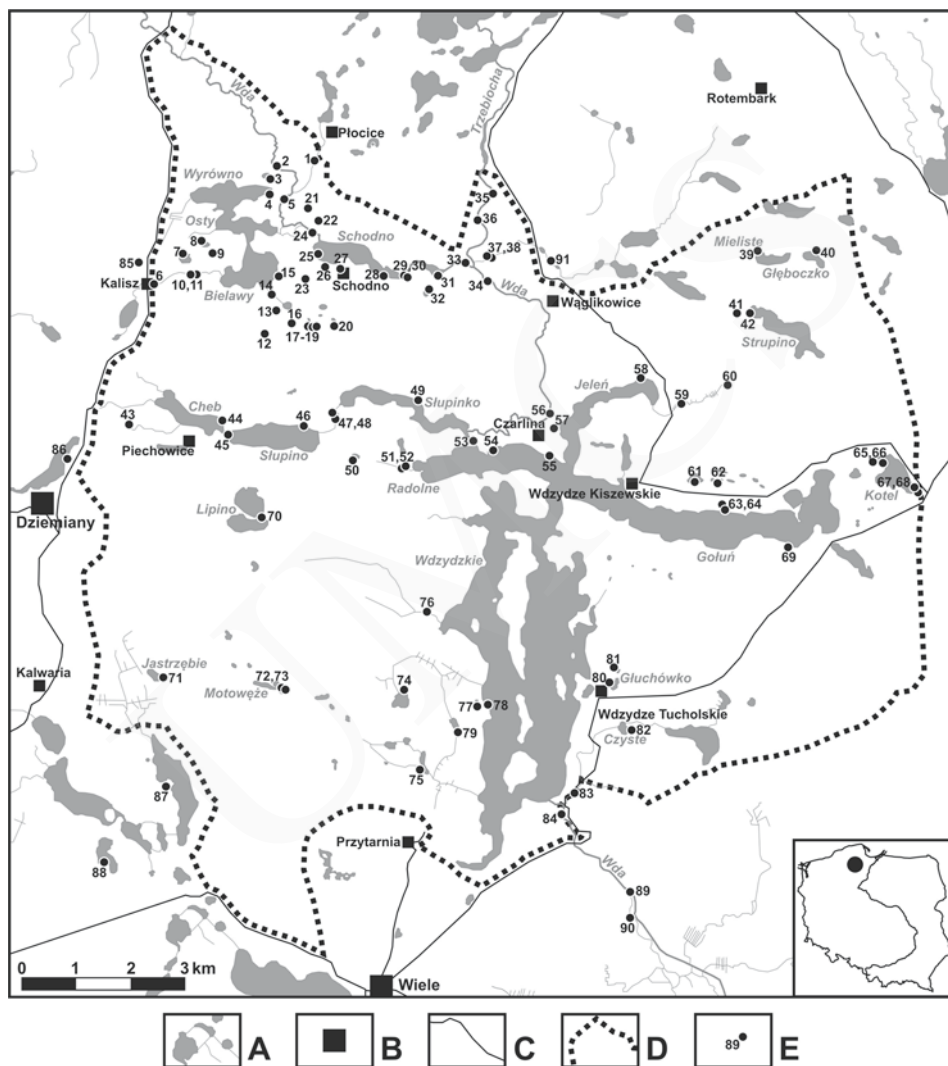 Wda
Trzebiocha
Rotembark
Płocice
1
2
3
Wyrówno
4
5
21
35
Osty
22
36
24
Schodno
8
7
9
25
37,38
Mieliste
39
40
85
33
91
Głęboczko
6
Kalisz
10,11
15
26
27
28
29,30
31
34
Wda
Bielawy
14
23
Schodno
32
Wąglikowice
13
16
41
42
12
17-19
20
Strupino
58
Jeleń
60
Cheb
49
Słupinko
59
43
44
46
47,48
56
57
Czarlina
45
Piechowice
Słupino
53
54
86
50
51,52
55
65,66
Radolne
61
62
67,68
Wdzydze Kiszewskie
Kotel
Dziemiany
Lipino
70
63,64
Wdzydzkie
Gołuń
69
76
UMCS
81
Kalwaria
Jastrzębie
71
72,73
74
80
Głuchówko
Motowęże
77
78
Wdzydze Tucholskie
79
82
Czyste
75
87
83
84
Przytarnia
88
Wda
89
90
0 1 2 3 km
Wiele
A
B
C
D
89
E